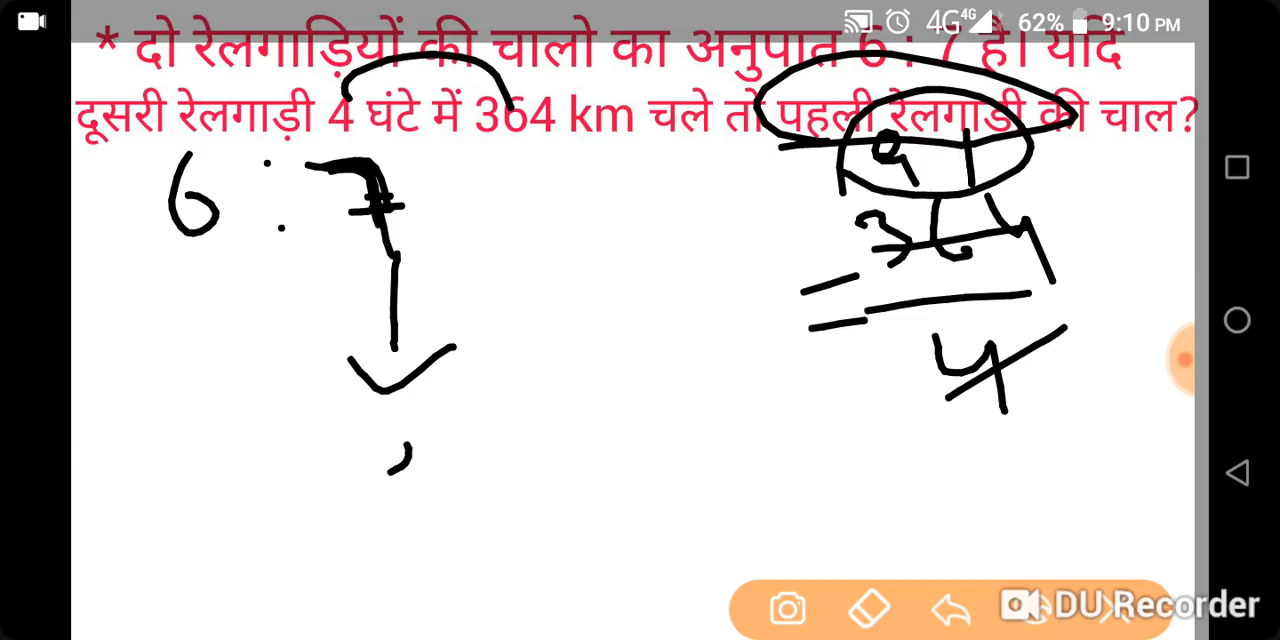 4G 4G 62% 9:10 PM
* दो रेलगाड़ियों की चालो का अनुपात 6 : 7 है। यदि
दूसरी रेलगाड़ी 4 घंटे में 364 km चले तो पहली रेलगाडी की चाल?
91
6 : 7
364
4
DU Recorder